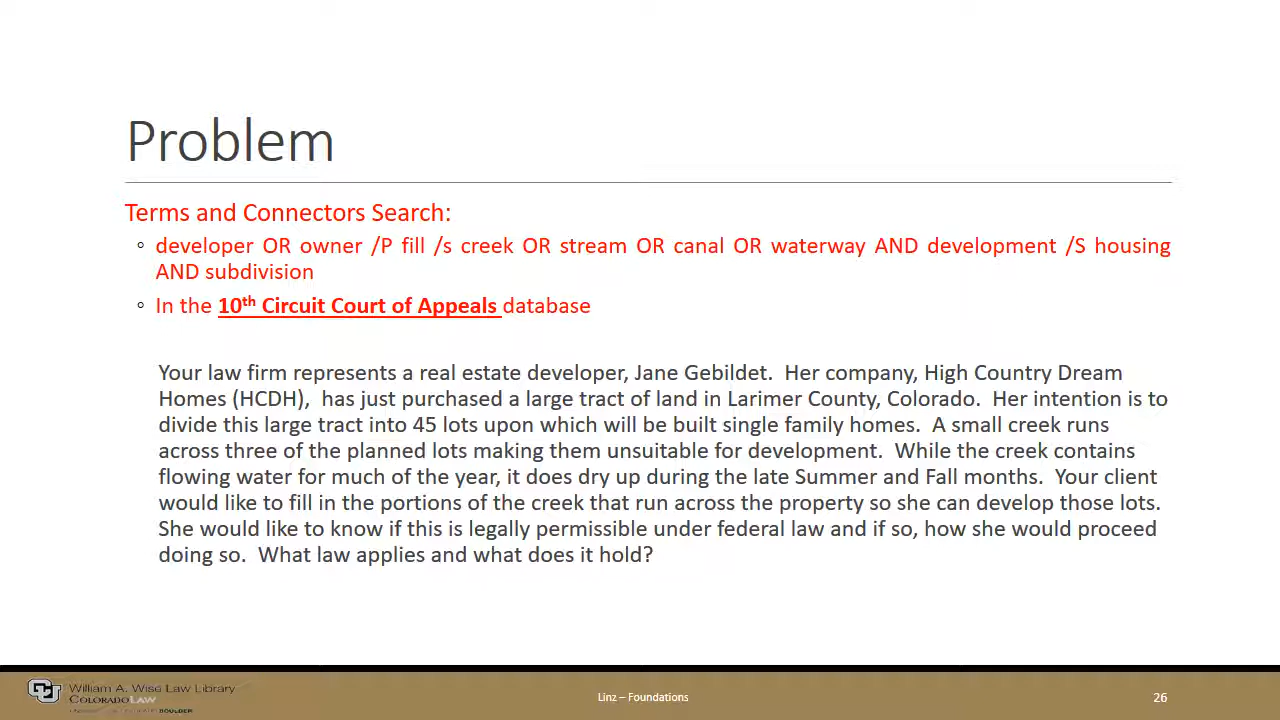 Problem
Terms and Connectors Search:
◦ developer OR owner /P fill /s creek OR stream OR canal OR waterway AND development /S housing
AND subdivision
◦ In the 10th Circuit Court of Appeals database
Your law firm represents a real estate developer, Jane Gebildet.  Her company, High Country Dream
Homes (HCDH),  has just purchased a large tract of land in Larimer County, Colorado.  Her intention is to
divide this large tract into 45 lots upon which will be built single family homes.  A small creek runs
across three of the planned lots making them unsuitable for development.  While the creek contains
flowing water for much of the year, it does dry up during the late Summer and Fall months.  Your client
would like to fill in the portions of the creek that run across the property so she can develop those lots.
She would like to know if this is legally permissible under federal law and if so, how she would proceed
doing so.  What law applies and what does it hold?
CU
William A. Wise Law Library
COLORADO LAW
BOULDER
Linz – Foundations
26